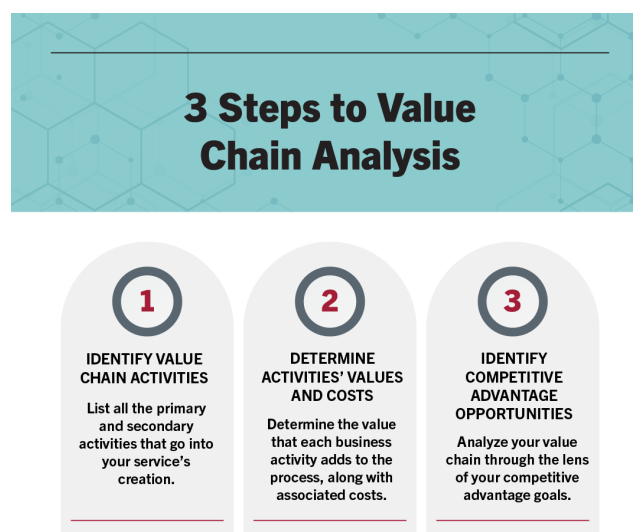 3 Steps to Value
Chain Analysis
1
IDENTIFY VALUE
CHAIN ACTIVITIES
List all the primary
and secondary
activities that go into
your service's
creation.
2
DETERMINE
ACTIVITIES' VALUES
AND COSTS
Determine the value
that each business
activity adds to the
process, along with
associated costs.
3
IDENTIFY
COMPETITIVE
ADVANTAGE
OPPORTUNITIES
Analyze your value
chain through the lens
of your competitive
advantage goals.